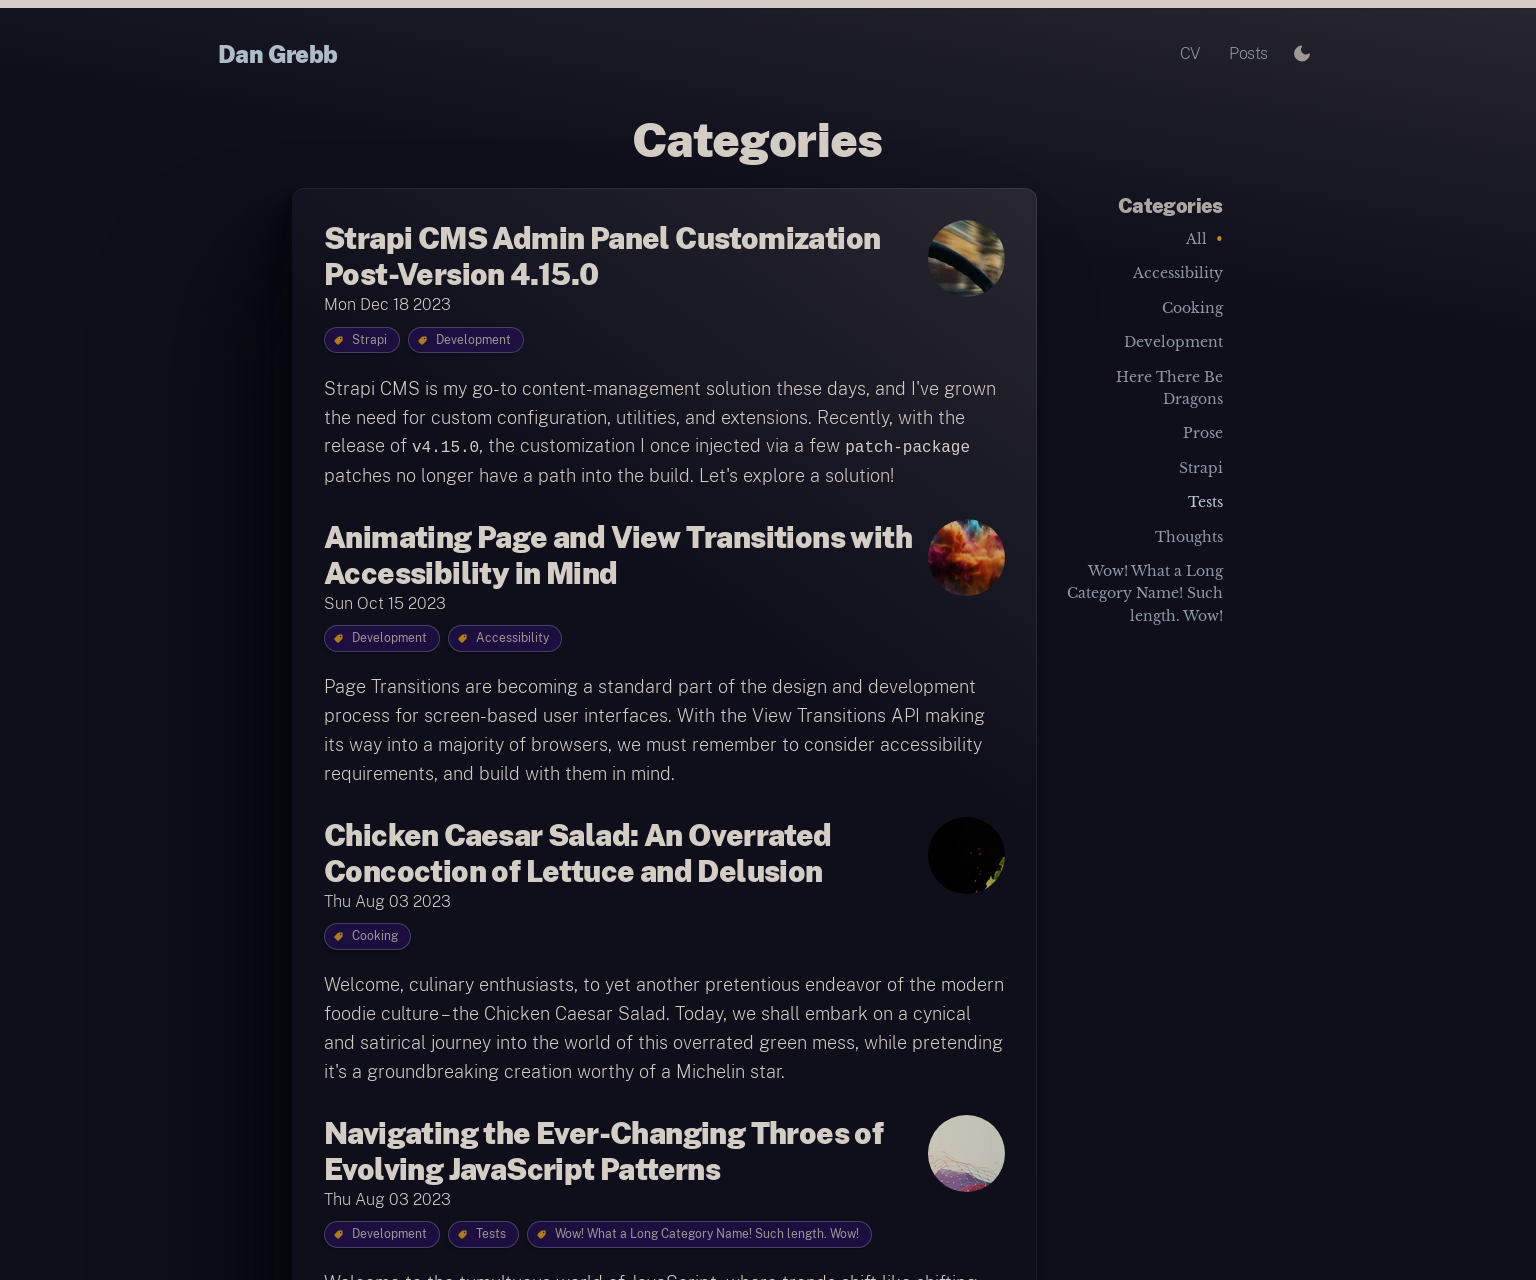 Dan Grebb
CV
Posts
Categories
Strapi CMS Admin Panel Customization
Post-Version 4.15.0
Mon Dec 18 2023
Strapi
Development
Strapi CMS is my go-to content-management solution these days, and I've grown
the need for custom configuration, utilities, and extensions. Recently, with the
release of v4.15.0, the customization I once injected via a few patch-package
patches no longer have a path into the build. Let's explore a solution!
Animating Page and View Transitions with
Accessibility in Mind
Sun Oct 15 2023
Development
Accessibility
Page Transitions are becoming a standard part of the design and development
process for screen-based user interfaces. With the View Transitions API making
its way into a majority of browsers, we must remember to consider accessibility
requirements, and build with them in mind.
Chicken Caesar Salad: An Overrated
Concoction of Lettuce and Delusion
Thu Aug 03 2023
Cooking
Welcome, culinary enthusiasts, to yet another pretentious endeavor of the modern
foodie culture – the Chicken Caesar Salad. Today, we shall embark on a cynical
and satirical journey into the world of this overrated green mess, while pretending
it's a groundbreaking creation worthy of a Michelin star.
Navigating the Ever-Changing Throes of
Evolving JavaScript Patterns
Thu Aug 03 2023
Development
Tests
Wow! What a Long Category Name! Such length. Wow!
Welcome to the tumultuous world of JavaScript, where trends shift like shifting
Categories
All •
Accessibility
Cooking
Development
Here There Be
Dragons
Prose
Strapi
Tests
Thoughts
Wow! What a Long
Category Name! Such
length. Wow!